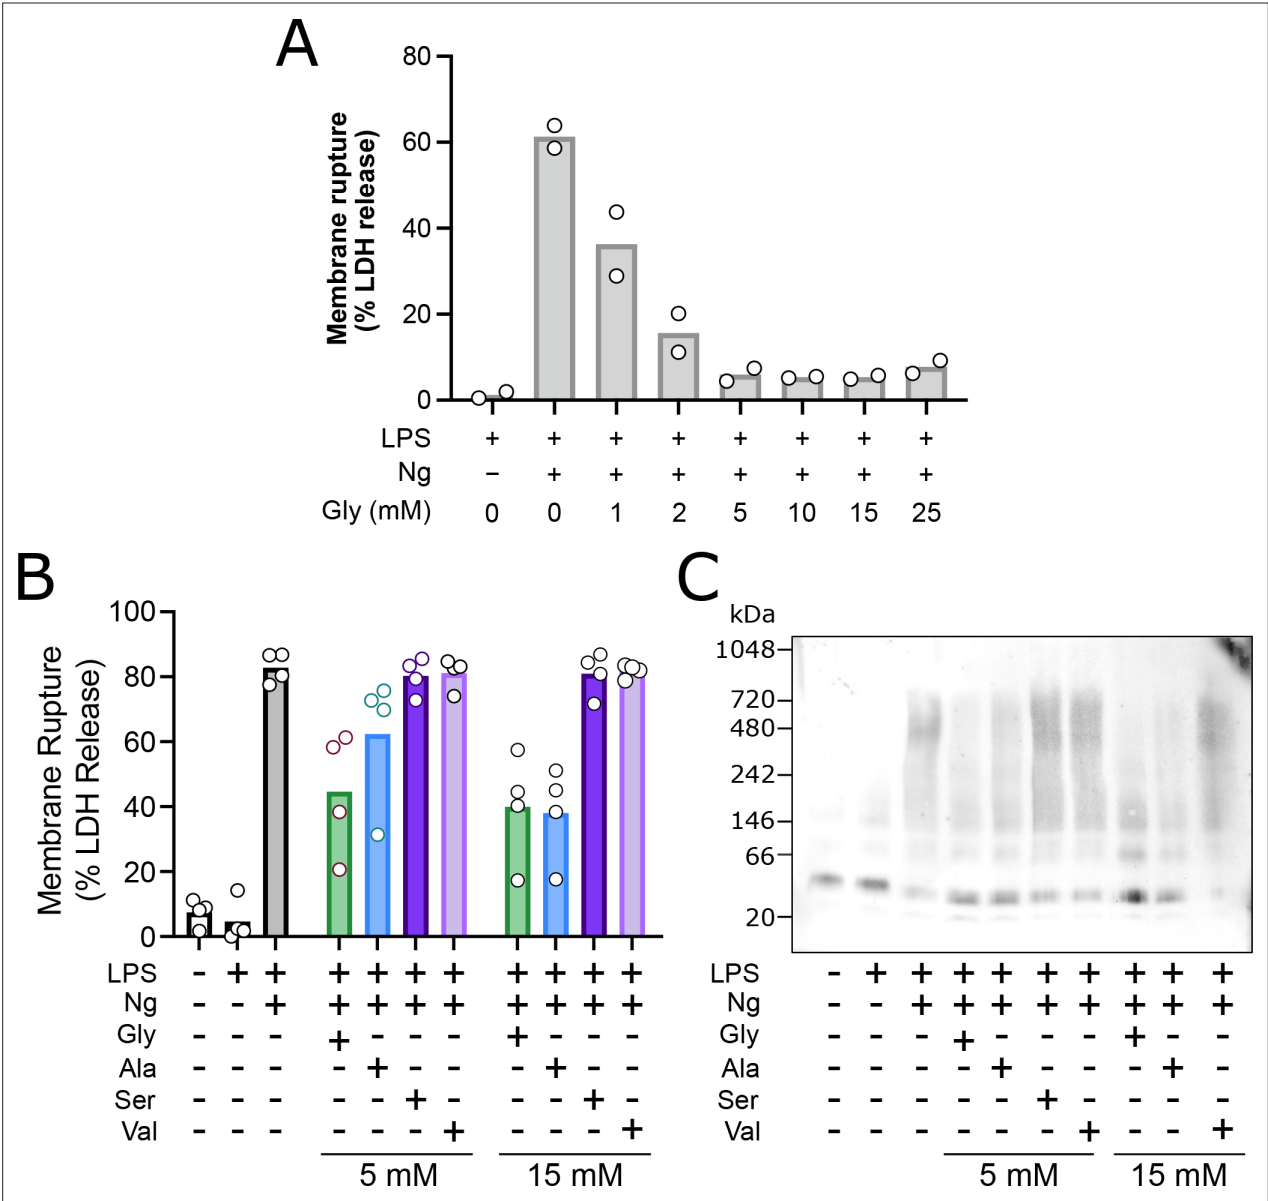 A
80
60
40
20
0
Membrane rupture
(% LDH release)
LPS + + + + + + + +
Ng – + + + + + + +
Gly (mM) 0 0 1 2 5 10 15 25
B
100
80
60
40
20
0
Membrane Rupture
(% LDH Release)
LPS - + + + + + + + + + +
Ng - - + + + + + + + + +
Gly - - - + - - - + - - -
Ala - - - - + - - - + - -
Ser - - - - - + - - - + -
Val - - - - - - + - - - +
5 mM 15 mM
C
kDa
1048
720
480
242
146
66
20
LPS - + + + + + + + + +
Ng - - + + + + + + + +
Gly - - - + - - - + - -
Ala - - - - + - - - + -
Ser - - - - - + - - - -
Val - - - - - - + - - +
5 mM 15 mM